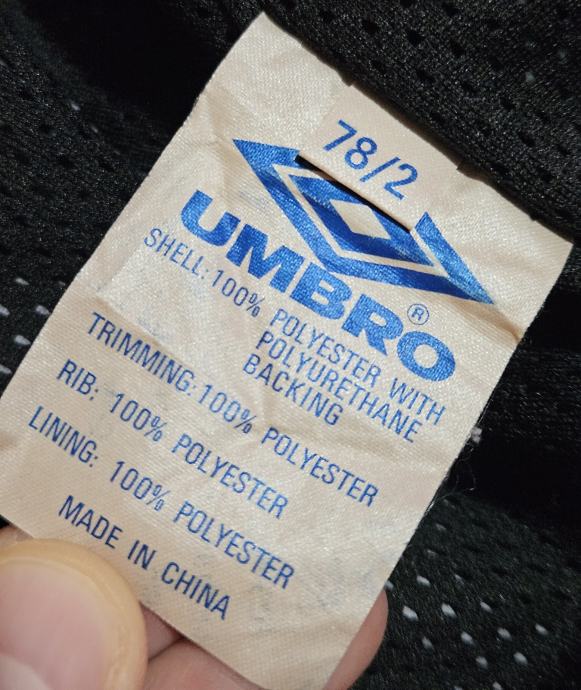 78/2
UMBRO®
SHELL: 100% POLYESTER WITH
POLYURETHANE
BACKING
TRIMMING: 100% POLYESTER
RIB: 100% POLYESTER
LINING: 100% POLYESTER
MADE IN CHINA